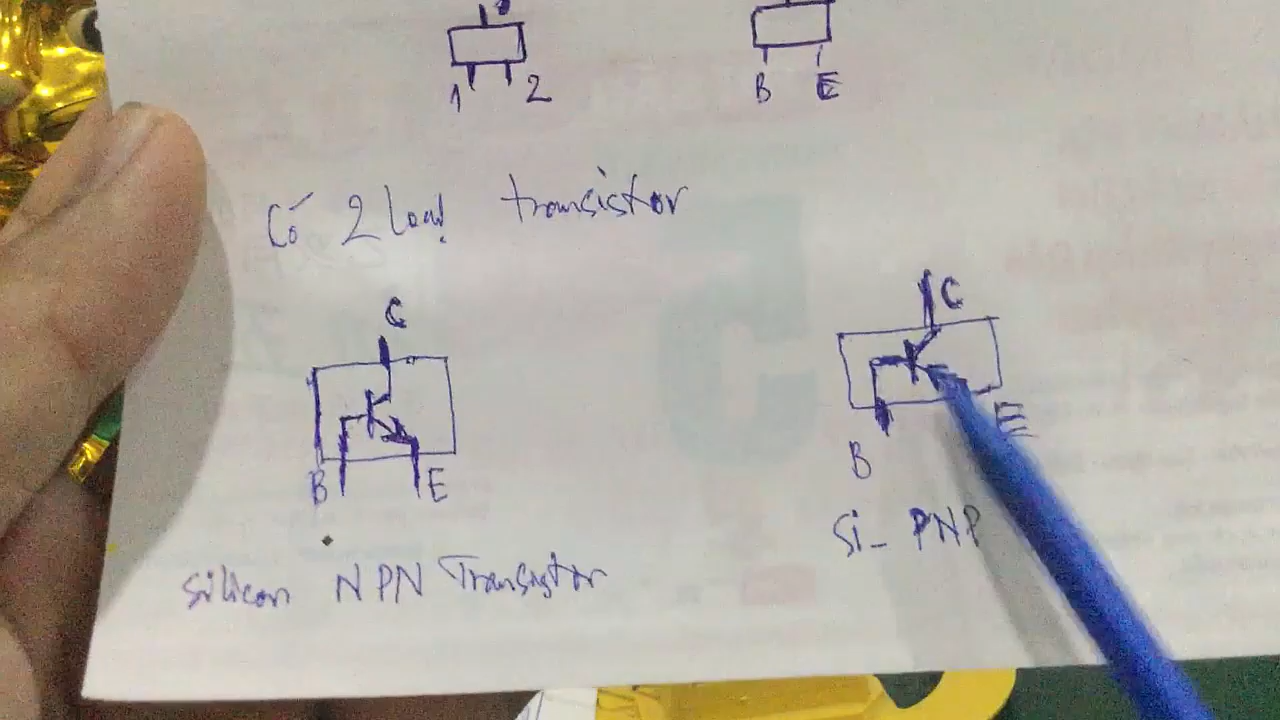 1 2
B E
Có 2 loại transistor
C
B E
Silicon NPN Transistor
C
E
B
Si - PNP